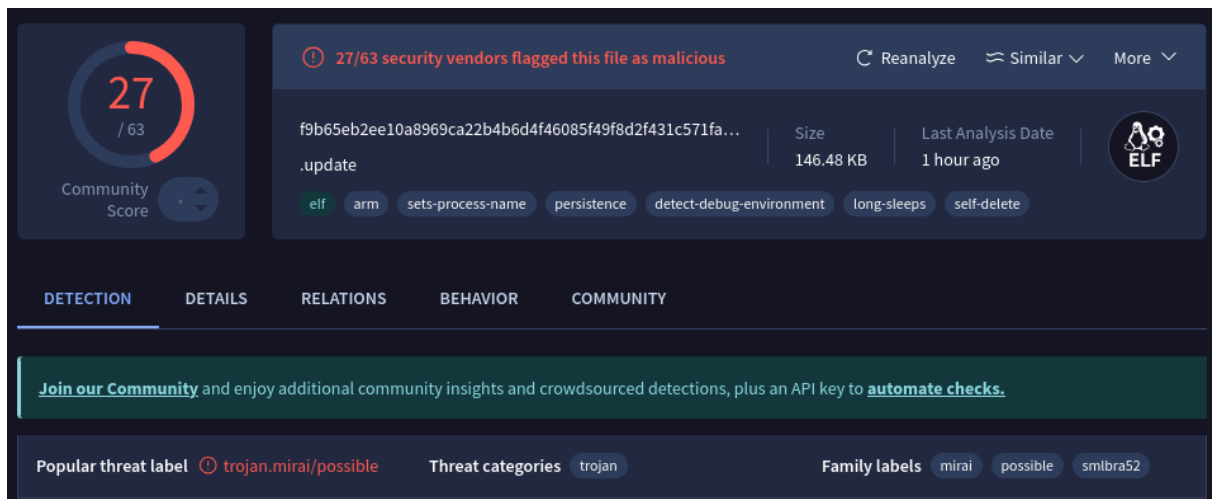 27
/ 63
Community
Score
27/63 security vendors flagged this file as malicious
Reanalyze
Similar
More
f9b65eb2ee10a8969ca22b4b6d4f46085f49f8d2f431c571fa...
.update
Size
146.48 KB
Last Analysis Date
1 hour ago
ELF
elf
arm
sets-process-name
persistence
detect-debug-environment
long-sleeps
self-delete
DETECTION
DETAILS
RELATIONS
BEHAVIOR
COMMUNITY
Join our Community and enjoy additional community insights and crowdsourced detections, plus an API key to automate checks.
Popular threat label trojan.mirai/possible
Threat categories trojan
Family labels mirai possible smlbra52